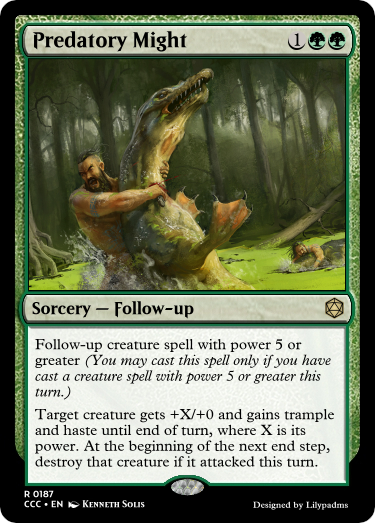 Predatory Might 1
Sorcery — Follow-up
Follow-up creature spell with power 5 or
greater (You may cast this spell only if you have
cast a creature spell with power 5 or greater this
turn.)
Target creature gets +X/+0 and gains trample
and haste until end of turn, where X is its
power. At the beginning of the next end step,
destroy that creature if it attacked this turn.
R 0187
CCC • EN Kenneth Solis Designed by Lilypadms